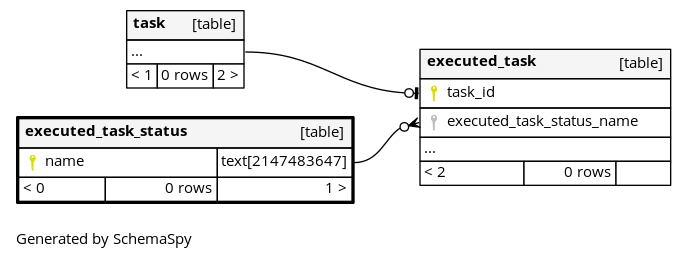 task [table]
...
< 1 0 rows 2 >
executed_task [table]
task_id
executed_task_status_name
...
< 2 0 rows
executed_task_status [table]
name text[2147483647]
< 0 0 rows 1 >
Generated by SchemaSpy